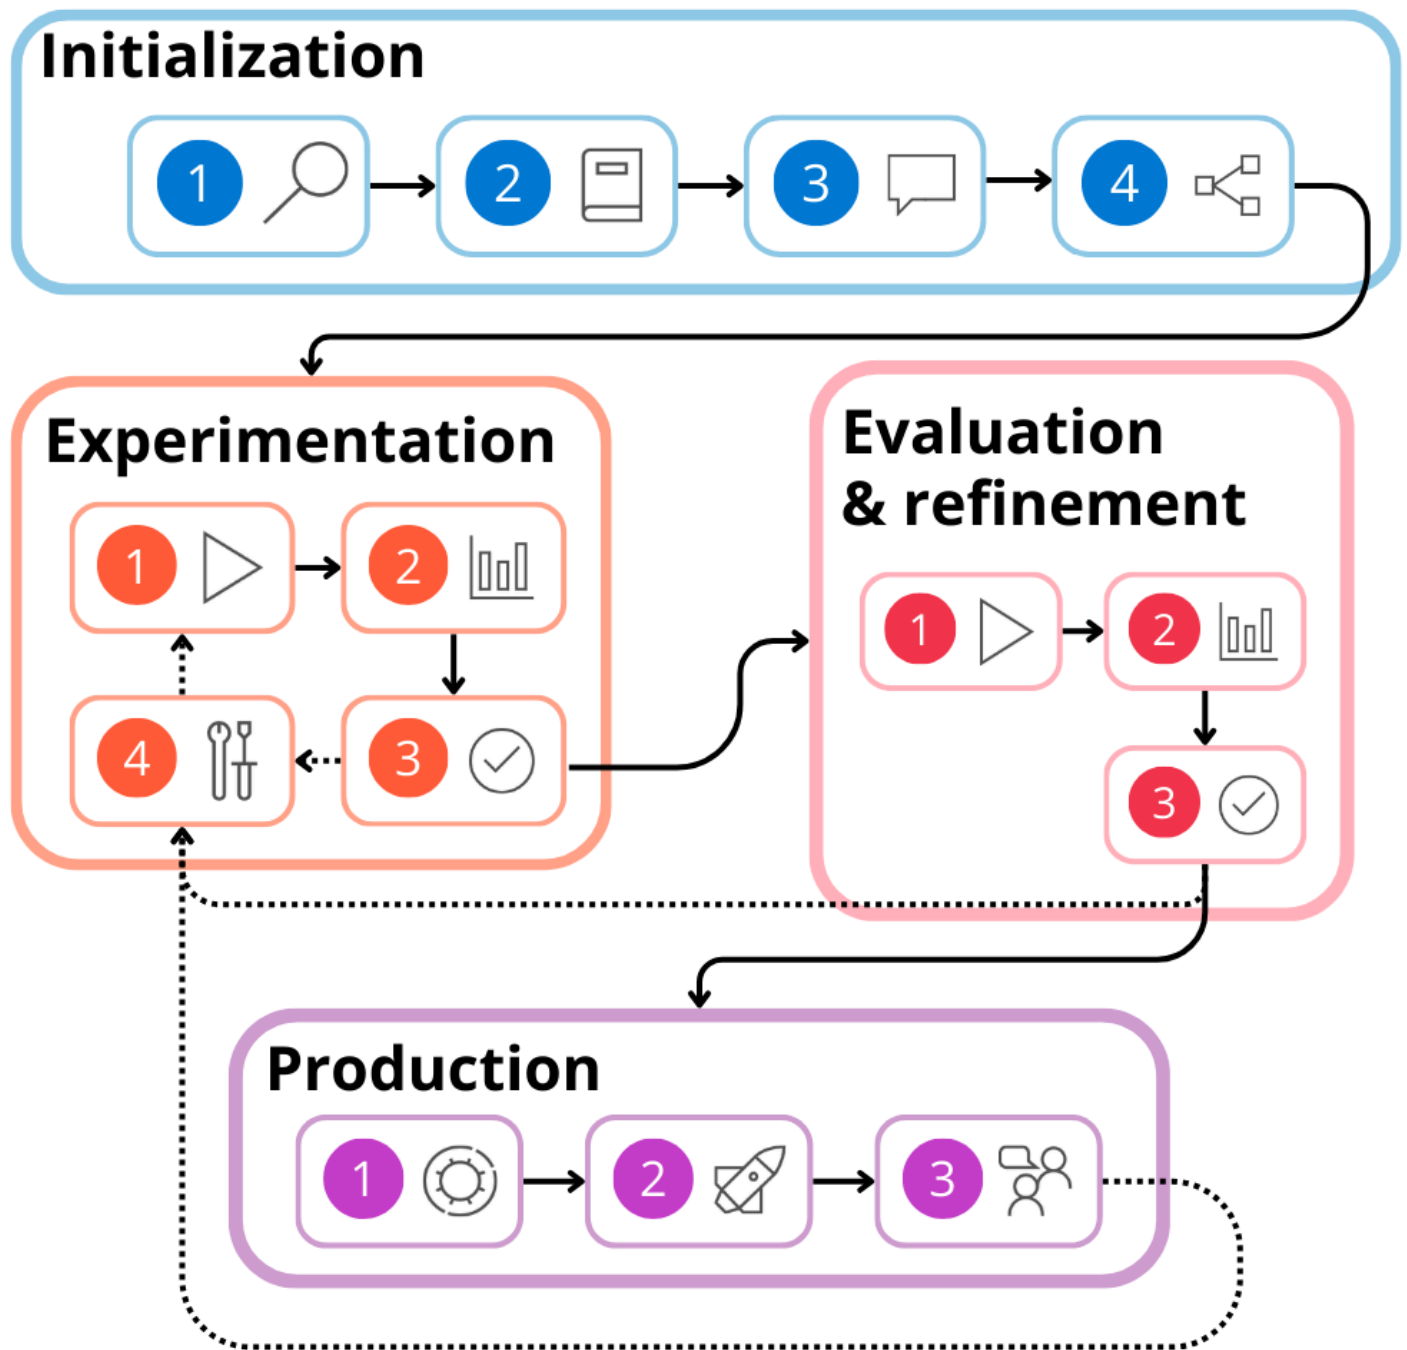 Initialization
1 2 3 4
Experimentation
1 2
4 3
Evaluation
& refinement
1 2
3
Production
1 2 3